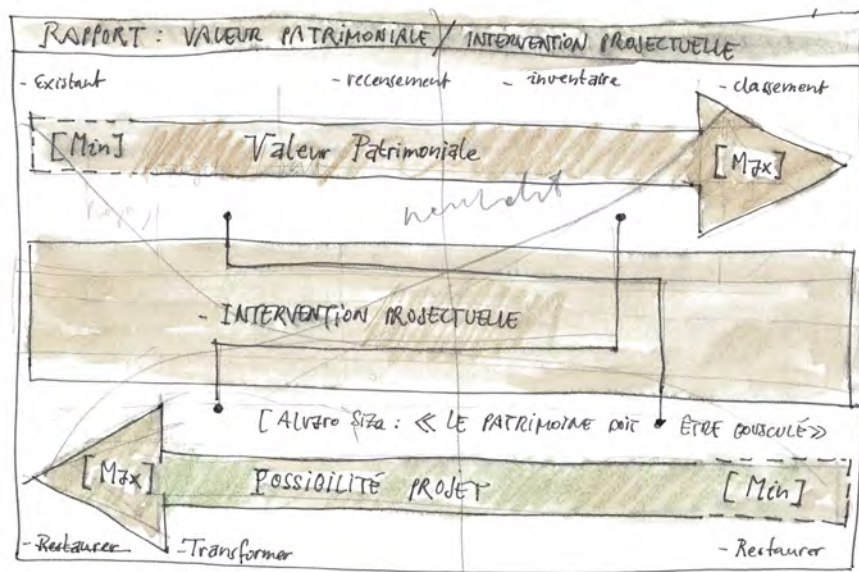 RAPPORT : VALEUR PATRIMONIALE / INTERVENTION PROJECTUELLE
- Existant - recensement - inventaire - classement
[Min] Valeur Patrimoniale [Max]
- INTERVENTION PROJECTUELLE
[Alvaro Siza : « LE PATRIMOINE DOIT ÊTRE BOUSCULÉ »
[Max] POSSIBILITÉ PROJET [Min]
- Restaurer - Transformer - Restaurer